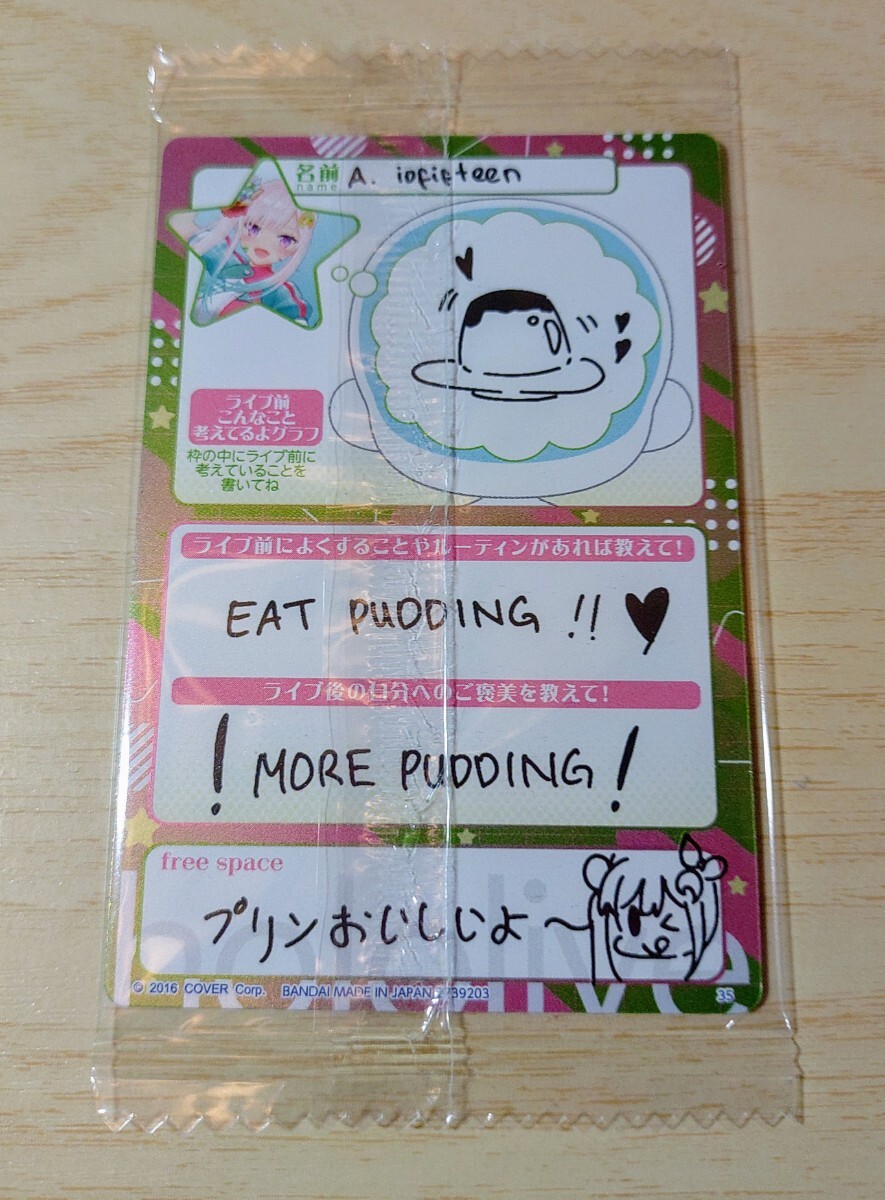 名前
name
A. iofifteen
ライブ前
こんなこと
考えてるよグラフ
枠の中にライブ前に
考えていることを
書いてね
ライブ前によくすることやルーティンがあれば教えて!
EAT PUDDING !! ♥
ライブ後の自分へのご褒美を教えて!
! MORE PUDDING !
free space
プリンおいしいよ~
hololive
© 2016 COVER Corp. BANDAI MADE IN JAPAN 2739203
35